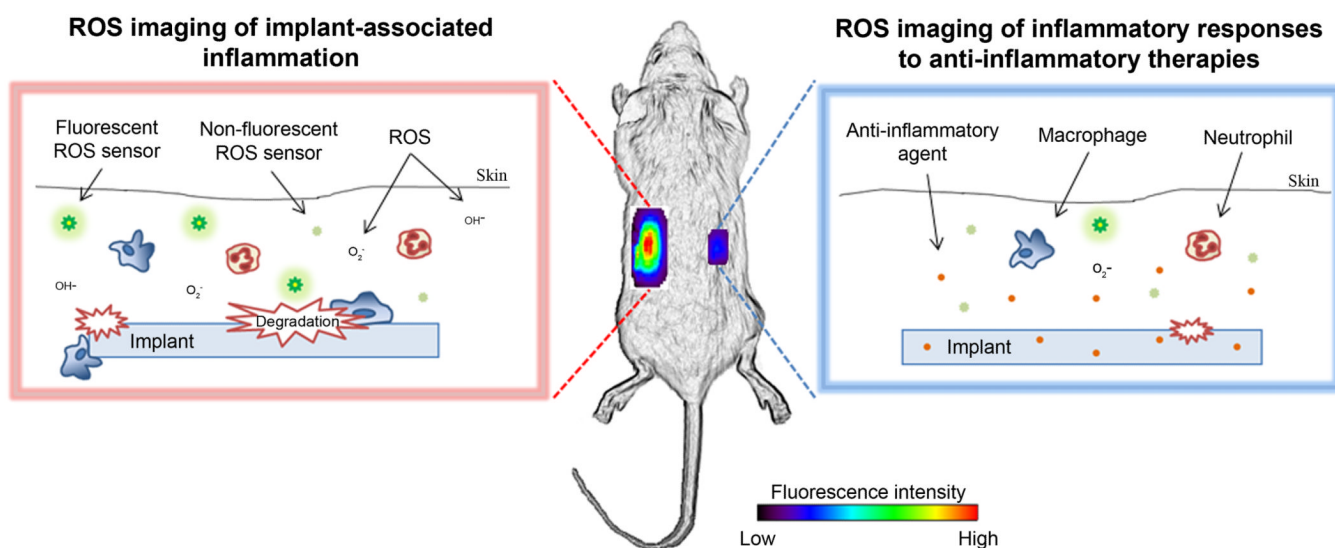 ROS imaging of implant-associated
inflammation
Fluorescent
ROS sensor
Non-fluorescent
ROS sensor
ROS
Skin
OH⁻
O₂⁻
OH⁻
O₂⁻
Degradation
Implant
ROS imaging of inflammatory responses
to anti-inflammatory therapies
Anti-inflammatory
agent
Macrophage
Neutrophil
Skin
O₂⁻
Implant
Fluorescence intensity
Low High